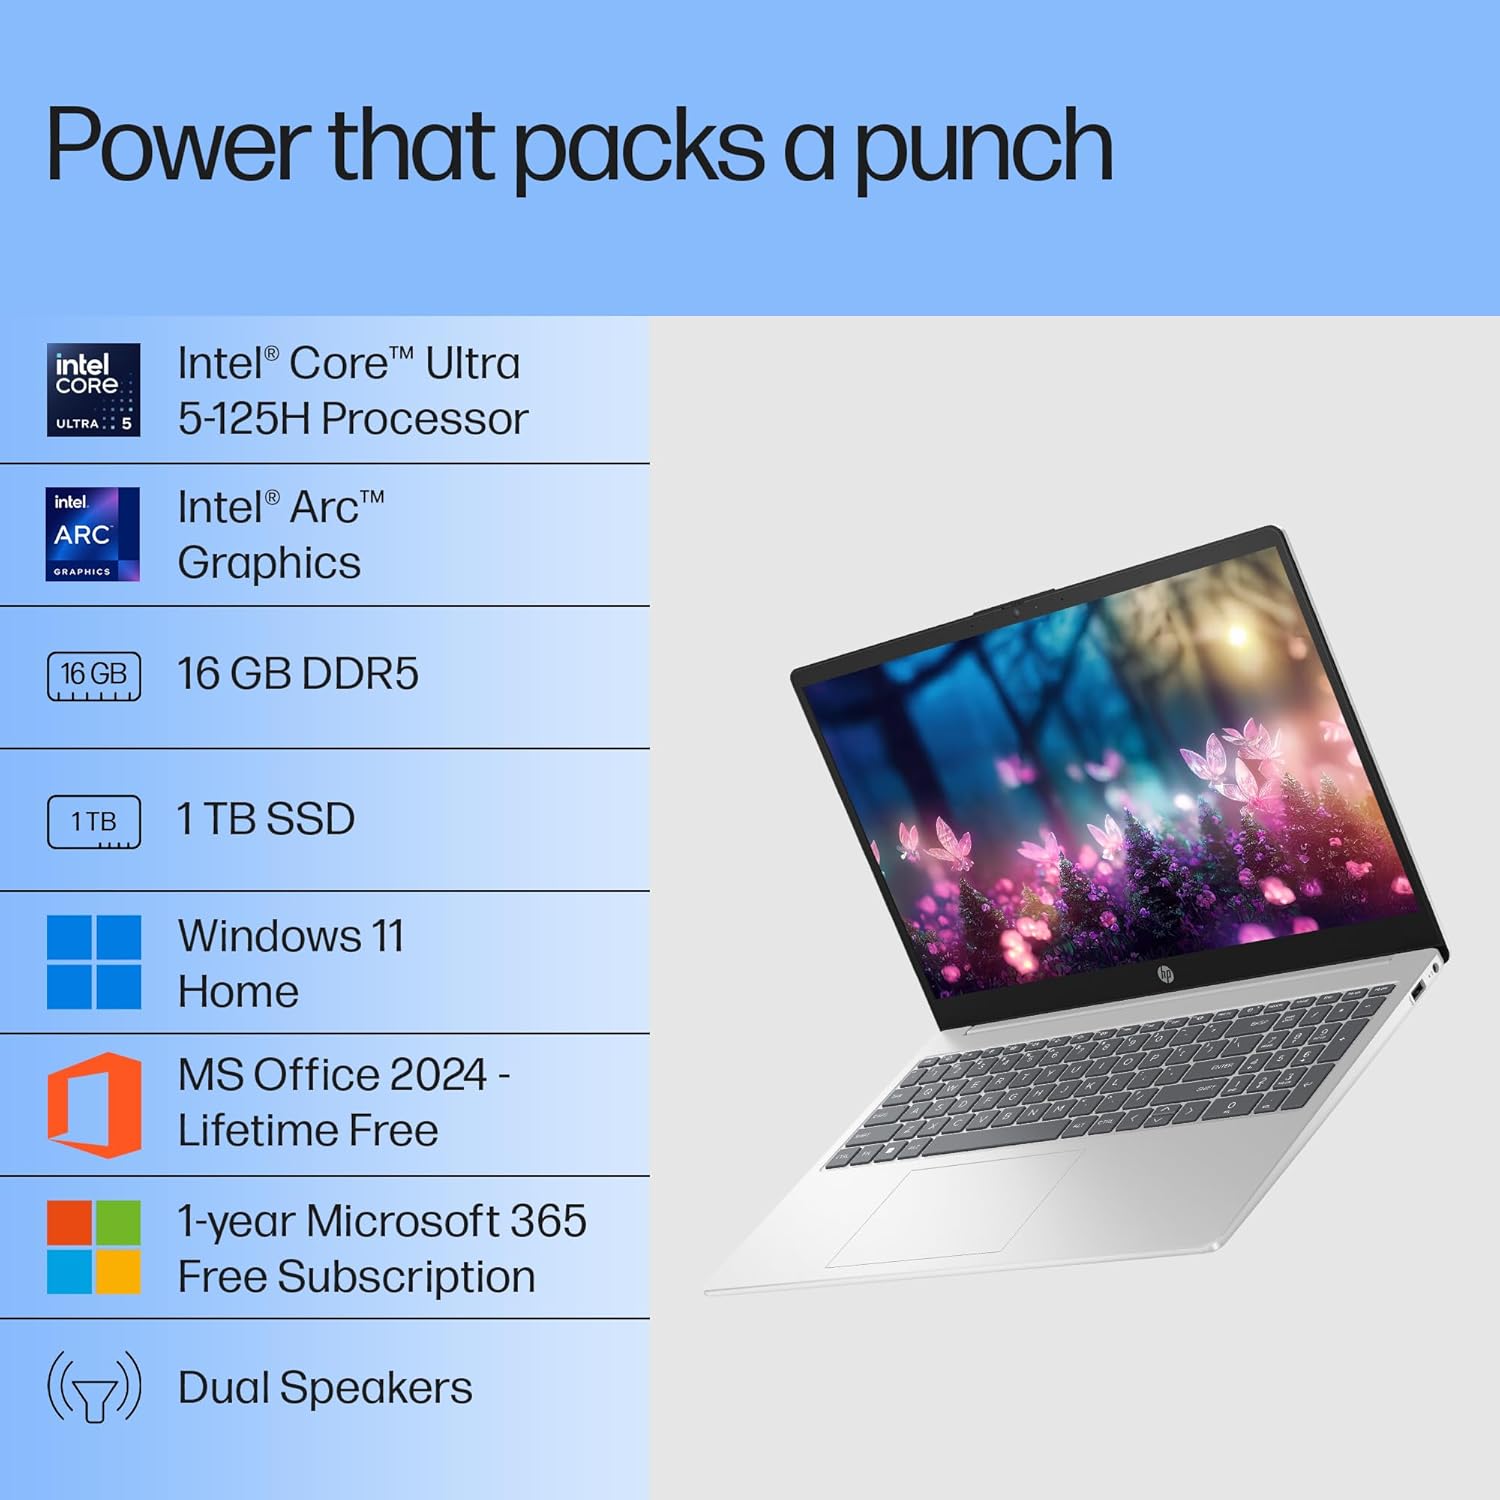 Power that packs a punch
intel
CORE
ULTRA 5
Intel® Core™ Ultra
5-125H Processor
intel.
ARC™
GRAPHICS
Intel® Arc™
Graphics
16 GB
16 GB DDR5
1 TB
1 TB SSD
Windows 11
Home
MS Office 2024 -
Lifetime Free
1-year Microsoft 365
Free Subscription
Dual Speakers
hp